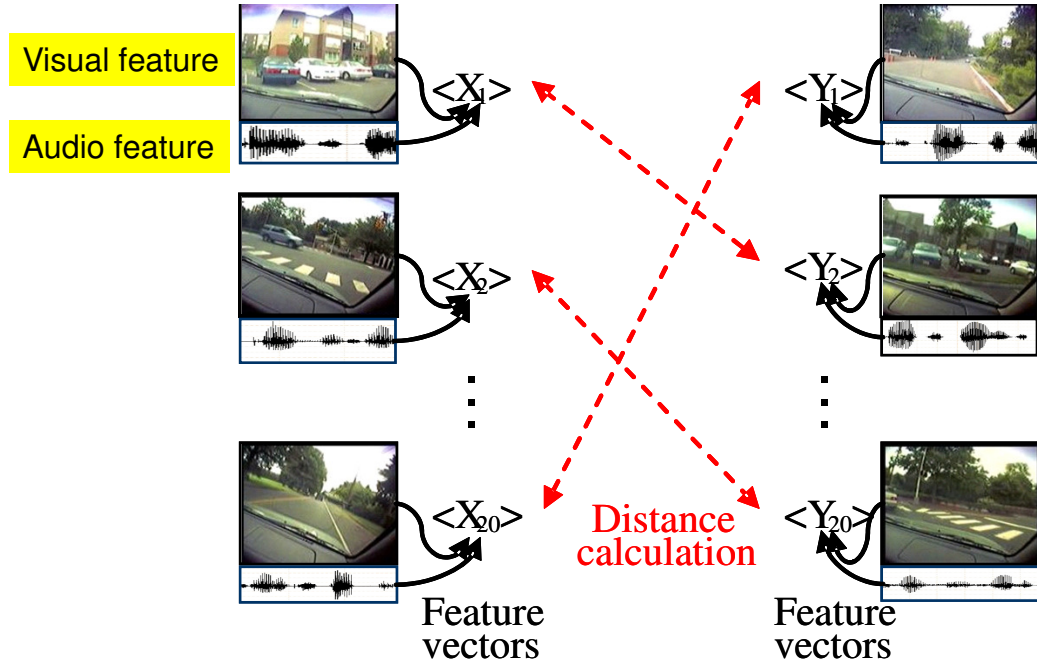 Visual feature
Audio feature
<X1>
<Y1>
<X2>
<Y2>
<X20>
<Y20>
Distance
calculation
Feature
vectors
Feature
vectors